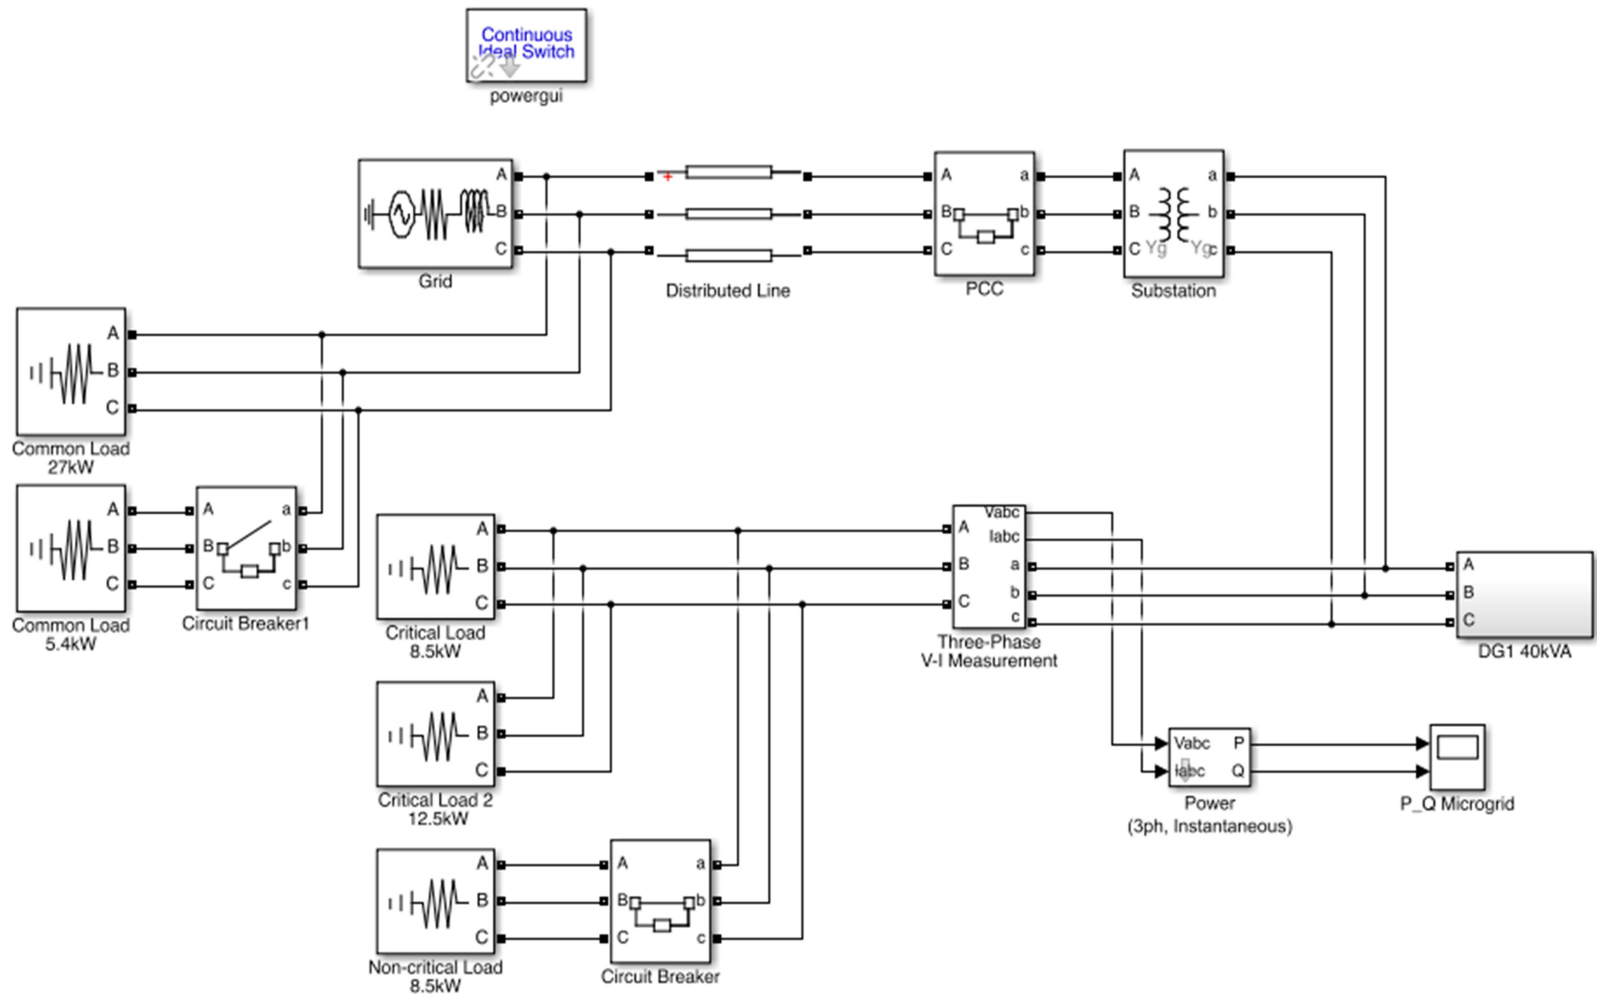 Continuous
Ideal Switch
powergui
A
B
C
Grid
Distributed Line
A a
B b
C c
PCC
A a
B b
C Yg Yg c
Substation
A
B
C
Common Load
27kW
A
B
C
Common Load
5.4kW
A a
B b
C c
Circuit Breaker1
A
B
C
Critical Load
8.5kW
A
B
C
Critical Load 2
12.5kW
A
B
C
Non-critical Load
8.5kW
A a
B b
C c
Circuit Breaker
Vabc
Iabc
A a
B b
C c
Three-Phase
V-I Measurement
A
B
C
DG1 40kVA
Vabc P
Iabc Q
Power
(3ph, Instantaneous)
P_Q Microgrid